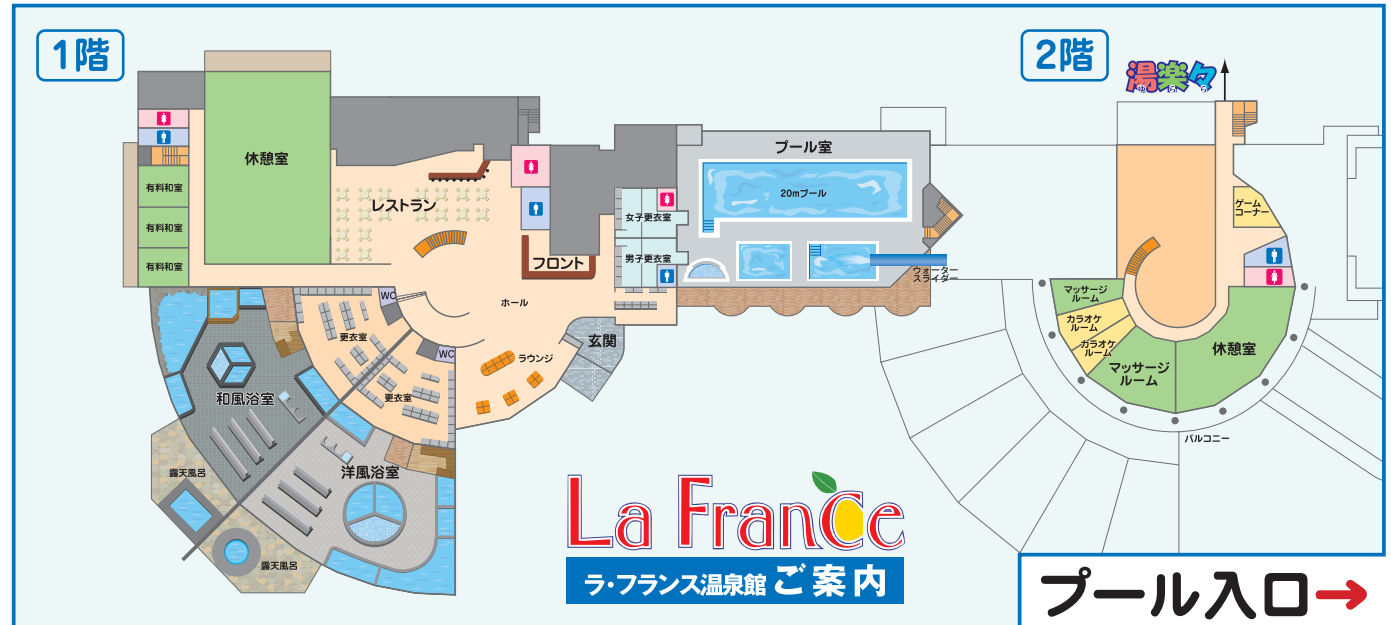 1階
休憩室
有料和室
有料和室
有料和室
レストラン
フロント
女子更衣室
男子更衣室
プール室
20mプール
ウォーター
スライダー
ホール
WC
WC
更衣室
更衣室
ラウンジ
玄関
和風浴室
洋風浴室
露天風呂
露天風呂
2階
湯楽々
ゆ ら ら
ゲーム
コーナー
マッサージ
ルーム
カラオケ
ルーム
カラオケ
ルーム
マッサージ
ルーム
休憩室
バルコニー
La France
ラ・フランス温泉館 ご案内
プール入口→